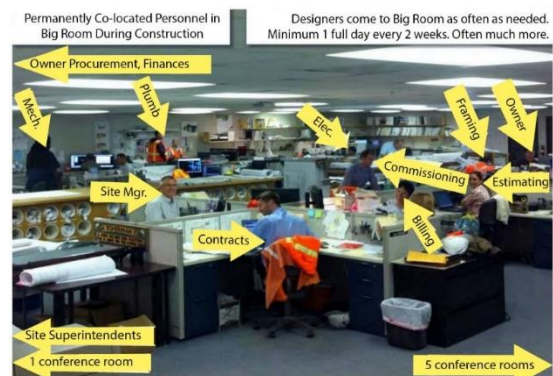 Permanently Co-located Personnel in
Big Room During Construction
Designers come to Big Room as often as needed.
Minimum 1 full day every 2 weeks. Often much more.
Owner Procurement, Finances
Mech.
Plumb
Elec.
Framing
Owner
Commissioning
Estimating
Site Mgr.
Contracts
Billing
Site Superintendents
1 conference room
5 conference rooms